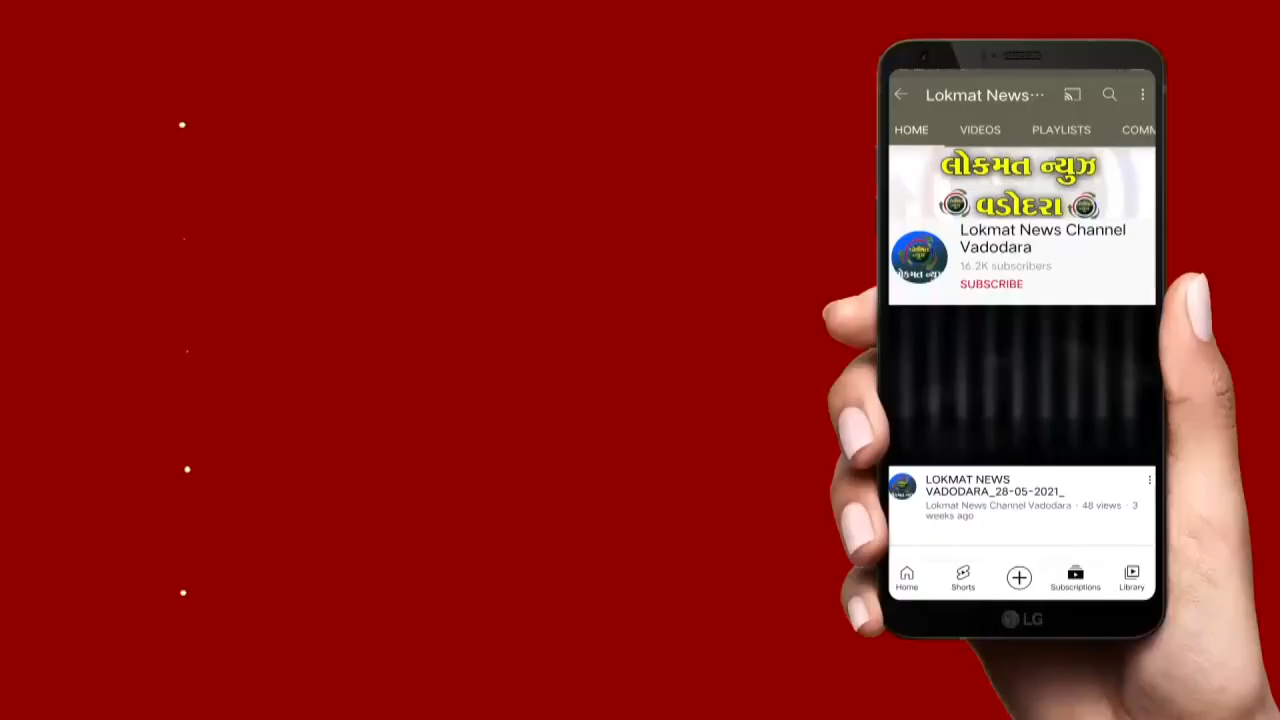 Lokmat News...
HOME VIDEOS PLAYLISTS COMM
લોકમત ન્યુઝ
વડોદરા
Lokmat News Channel
Vadodara
16.2K subscribers
SUBSCRIBE
લોકમત ન્યુઝ
LOKMAT NEWS
VADODARA_28-05-2021_
Lokmat News Channel Vadodara · 48 views · 3
weeks ago
Home Shorts Subscriptions Library
LG